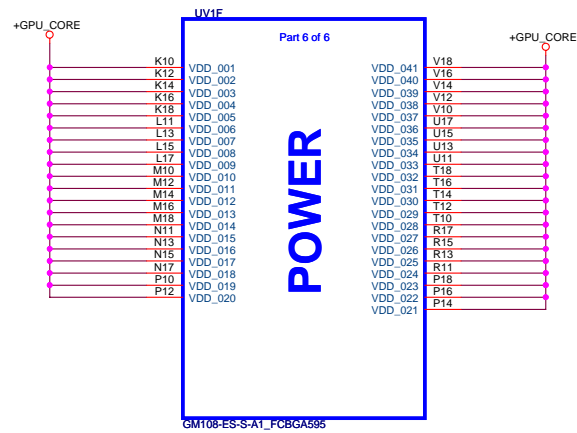 UV1F
+GPU_CORE
+GPU_CORE
Part 6 of 6
K10 VDD_001 VDD_041 V18
K12 VDD_002 VDD_040 V16
K14 VDD_003 VDD_039 V14
K16 VDD_004 VDD_038 V12
K18 VDD_005 VDD_037 V10
L11 VDD_006 VDD_036 U17
L13 VDD_007 VDD_035 U15
L15 VDD_008 VDD_034 U13
L17 VDD_009 VDD_033 U11
M10 VDD_010 VDD_032 T18
M12 VDD_011 VDD_031 T16
M14 VDD_012 VDD_030 T14
M16 VDD_013 VDD_029 T12
M18 VDD_014 VDD_028 T10
N11 VDD_015 VDD_027 R17
N13 VDD_016 VDD_026 R15
N15 VDD_017 VDD_025 R13
N17 VDD_018 VDD_024 R11
P10 VDD_019 VDD_023 P18
P12 VDD_020 VDD_022 P16
VDD_021 P14
POWER
GM108-ES-S-A1_FCBGA595